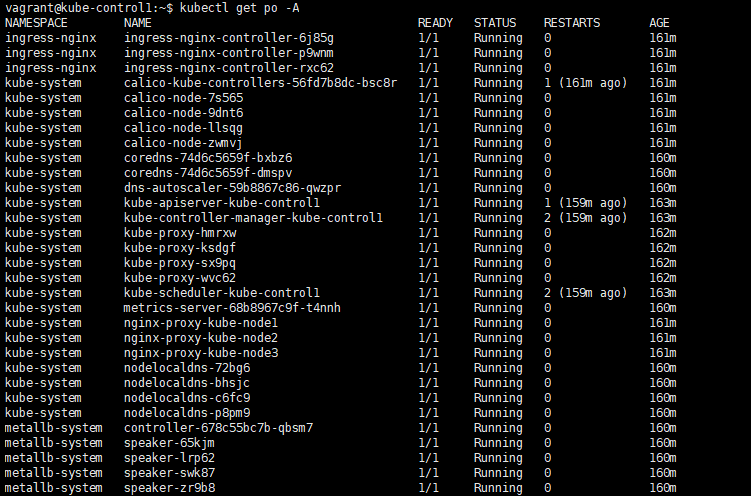 vagrant@kube-control1:~$ kubectl get po -A
NAMESPACE NAME READY STATUS RESTARTS AGE
ingress-nginx ingress-nginx-controller-6j85g 1/1 Running 0 161m
ingress-nginx ingress-nginx-controller-p9wnm 1/1 Running 0 161m
ingress-nginx ingress-nginx-controller-rxc62 1/1 Running 0 161m
kube-system calico-kube-controllers-56fd7b8dc-bsc8r 1/1 Running 1 (161m ago) 161m
kube-system calico-node-7s565 1/1 Running 0 161m
kube-system calico-node-9dnt6 1/1 Running 0 161m
kube-system calico-node-llsqg 1/1 Running 0 161m
kube-system calico-node-zwmvj 1/1 Running 0 161m
kube-system coredns-74d6c5659f-bxbz6 1/1 Running 0 160m
kube-system coredns-74d6c5659f-dmspv 1/1 Running 0 160m
kube-system dns-autoscaler-59b8867c86-qwzpr 1/1 Running 0 160m
kube-system kube-apiserver-kube-control1 1/1 Running 1 (159m ago) 163m
kube-system kube-controller-manager-kube-control1 1/1 Running 2 (159m ago) 163m
kube-system kube-proxy-hmrxw 1/1 Running 0 162m
kube-system kube-proxy-ksdgf 1/1 Running 0 162m
kube-system kube-proxy-sx9pq 1/1 Running 0 162m
kube-system kube-proxy-wvc62 1/1 Running 0 162m
kube-system kube-scheduler-kube-control1 1/1 Running 2 (159m ago) 163m
kube-system metrics-server-68b8967c9f-t4nnh 1/1 Running 0 160m
kube-system nginx-proxy-kube-node1 1/1 Running 0 161m
kube-system nginx-proxy-kube-node2 1/1 Running 0 161m
kube-system nginx-proxy-kube-node3 1/1 Running 0 161m
kube-system nodelocaldns-72bg6 1/1 Running 0 160m
kube-system nodelocaldns-bhsjc 1/1 Running 0 160m
kube-system nodelocaldns-c6fc9 1/1 Running 0 160m
kube-system nodelocaldns-p8pm9 1/1 Running 0 160m
metallb-system controller-678c55bc7b-qbsm7 1/1 Running 0 160m
metallb-system speaker-65kjm 1/1 Running 0 160m
metallb-system speaker-lrp62 1/1 Running 0 160m
metallb-system speaker-swk87 1/1 Running 0 160m
metallb-system speaker-zr9b8 1/1 Running 0 160m